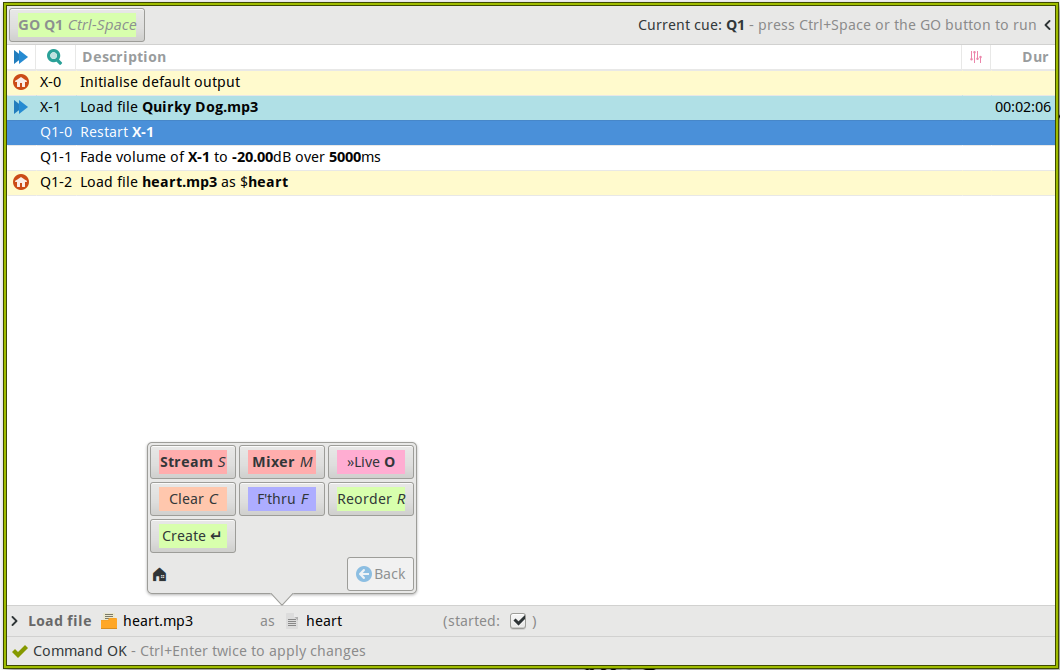 GO Q1 Ctrl-Space Current cue: Q1 - press Ctrl+Space or the GO button to run <
Description Dur
X-0 Initialise default output
X-1 Load file Quirky Dog.mp3 00:02:06
Q1-0 Restart X-1
Q1-1 Fade volume of X-1 to -20.00dB over 5000ms
Q1-2 Load file heart.mp3 as $heart
Stream S Mixer M »Live O
Clear C F'thru F Reorder R
Create ↵
Back
> Load file heart.mp3 as heart (started: )
Command OK - Ctrl+Enter twice to apply changes